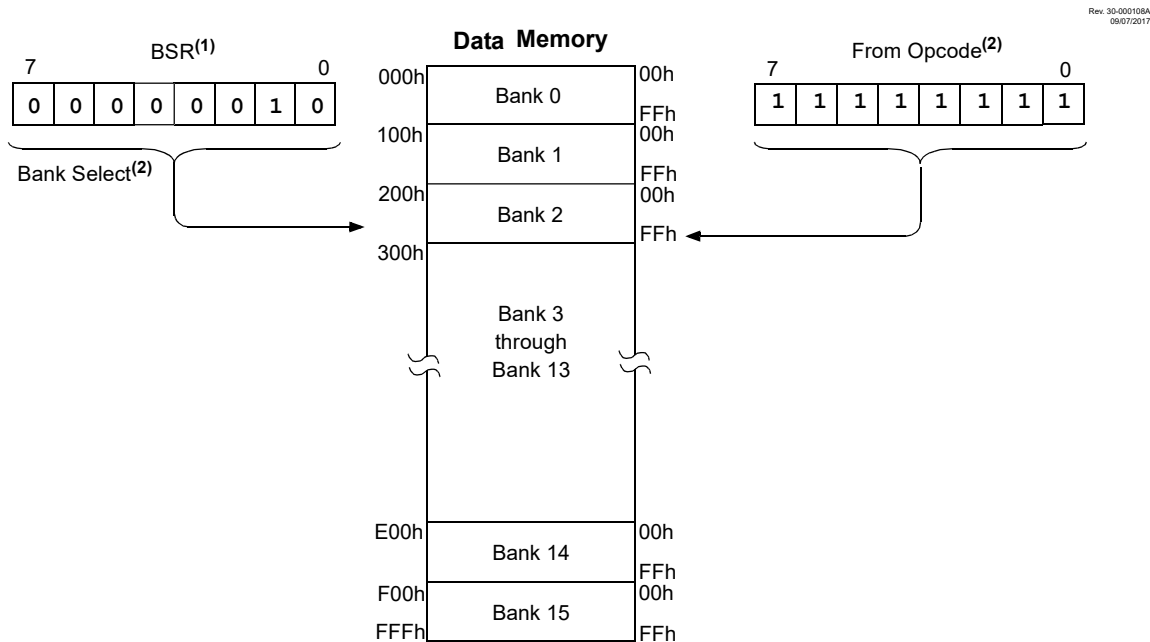 Rev. 30-000108A
09/07/2017
BSR(1)
7 0
0 0 0 0 0 0 1 0
Bank Select(2)
Data Memory
From Opcode(2)
7 0
1 1 1 1 1 1 1 1
000h Bank 0 00h
FFh
100h Bank 1 00h
FFh
200h Bank 2 00h
FFh
300h
Bank 3
through
Bank 13
E00h Bank 14 00h
FFh
F00h Bank 15 00h
FFFh FFh